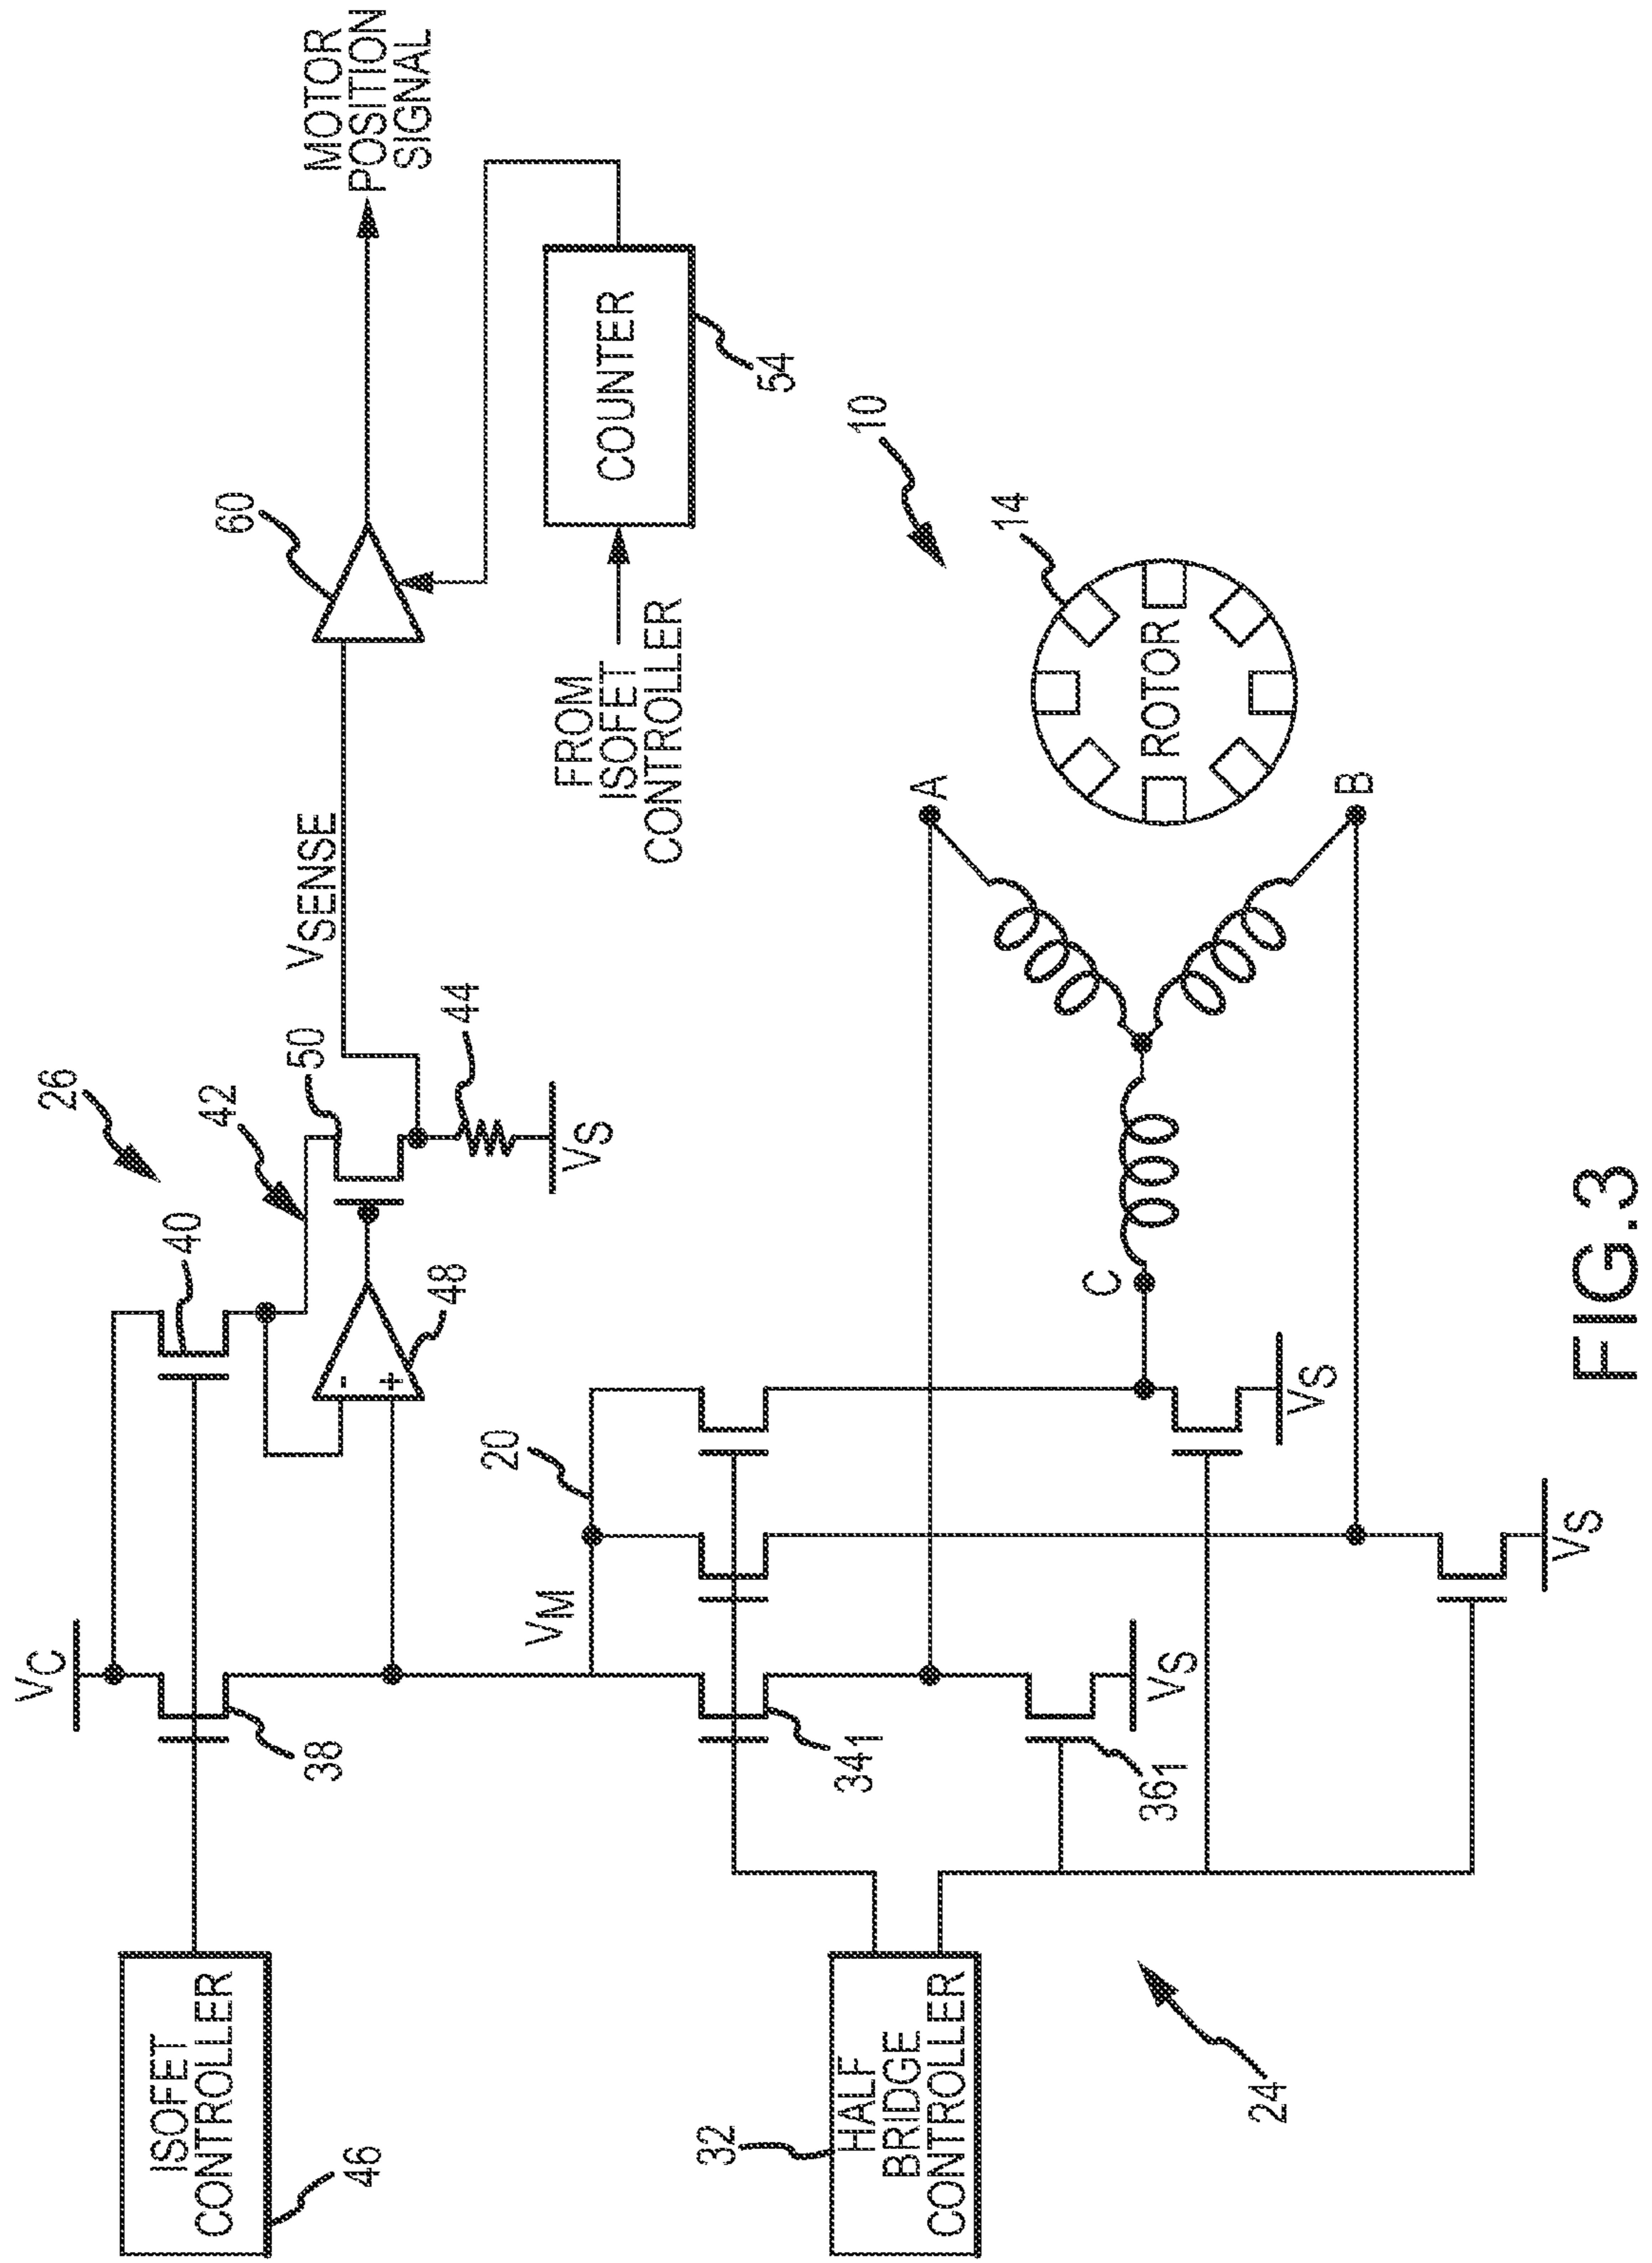 26
VC
40
42
50
44
VSENSE
60
MOTOR
POSITION
SIGNAL
ISOFET
CONTROLLER
46
38
-
+
48
VS
FROM
ISOFET
CONTROLLER
COUNTER
54
VM
20
10
HALF
BRIDGE
CONTROLLER
32
341
361
VS
C
VS
A
14
ROTOR
B
VS
24
FIG.3